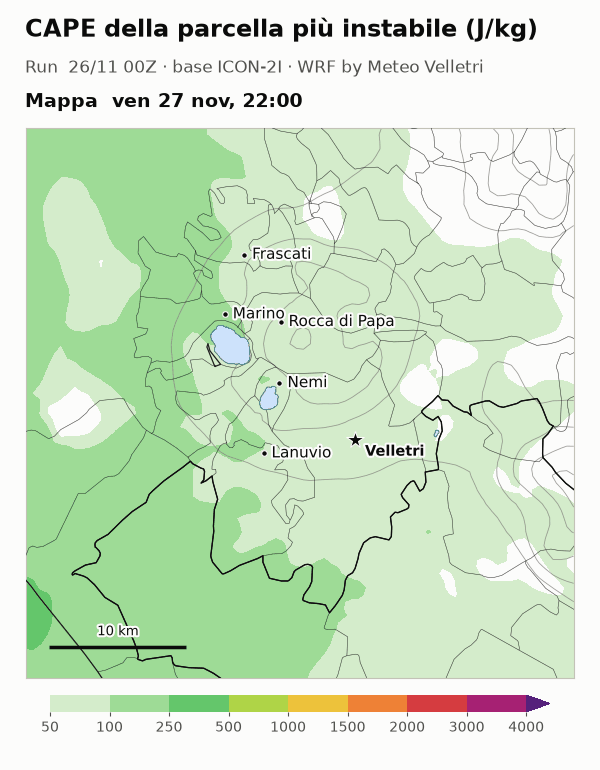 CAPE della parcella più instabile (J/kg)
Run  26/11 00Z · base ICON-2I · WRF by Meteo Velletri
Mappa  ven 27 nov, 22:00
Frascati
Marino
Rocca di Papa
Nemi
Lanuvio
Velletri
10 km
50 100 250 500 1000 1500 2000 3000 4000